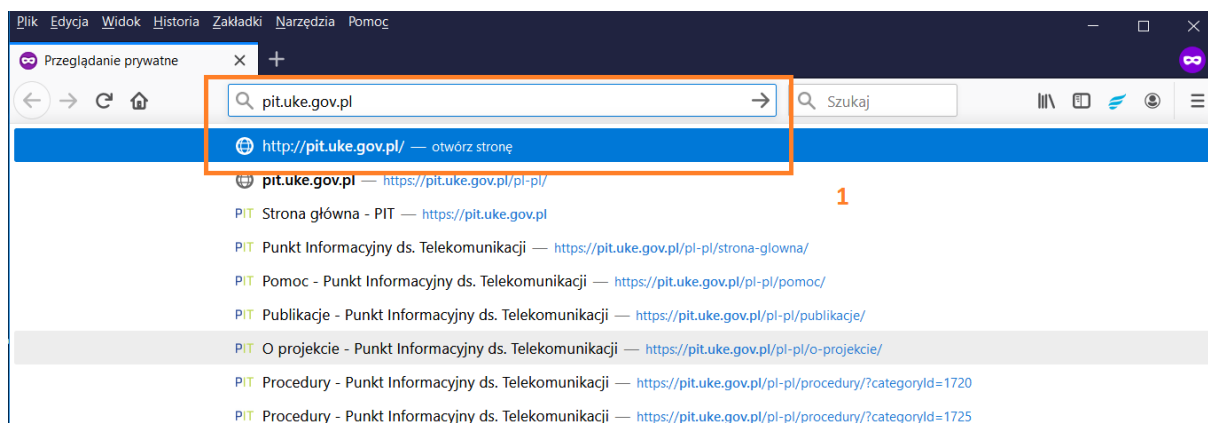 Plik Edycja Widok Historia Zakładki Narzędzia Pomoc
Przeglądanie prywatne
pit.uke.gov.pl
Szukaj
http://pit.uke.gov.pl/ — otwórz stronę
pit.uke.gov.pl — https://pit.uke.gov.pl/pl-pl/
1
PIT Strona główna - PIT — https://pit.uke.gov.pl
PIT Punkt Informacyjny ds. Telekomunikacji — https://pit.uke.gov.pl/pl-pl/strona-glowna/
PIT Pomoc - Punkt Informacyjny ds. Telekomunikacji — https://pit.uke.gov.pl/pl-pl/pomoc/
PIT Publikacje - Punkt Informacyjny ds. Telekomunikacji — https://pit.uke.gov.pl/pl-pl/publikacje/
PIT O projekcie - Punkt Informacyjny ds. Telekomunikacji — https://pit.uke.gov.pl/pl-pl/o-projekcie/
PIT Procedury - Punkt Informacyjny ds. Telekomunikacji — https://pit.uke.gov.pl/pl-pl/procedury/?categoryId=1720
PIT Procedury - Punkt Informacyjny ds. Telekomunikacji — https://pit.uke.gov.pl/pl-pl/procedury/?categoryId=1725